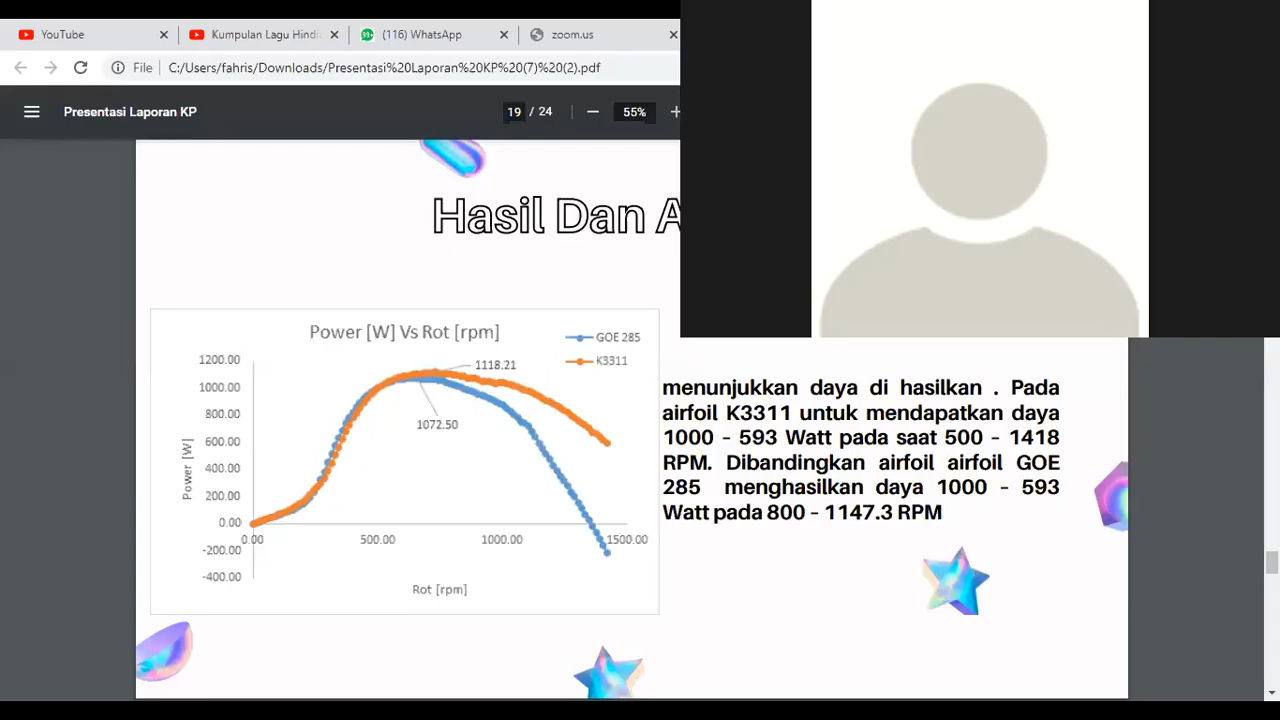 YouTube
Kumpulan Lagu Hindia
99+ (116) WhatsApp
zoom.us
File C:/Users/fahris/Downloads/Presentasi%20Laporan%20KP%20(7)%20(2).pdf
Presentasi Laporan KP
19 / 24
55%
Hasil Dan A
Power [W] Vs Rot [rpm]
GOE 285
K3311
1200.00
1000.00
800.00
600.00
400.00
200.00
0.00
-200.00
-400.00
Power [W]
1118.21
1072.50
0.00 500.00 1000.00 1500.00
Rot [rpm]
menunjukkan daya di hasilkan . Pada
airfoil K3311 untuk mendapatkan daya
1000 - 593 Watt pada saat 500 - 1418
RPM. Dibandingkan airfoil airfoil GOE
285 menghasilkan daya 1000 - 593
Watt pada 800 - 1147.3 RPM